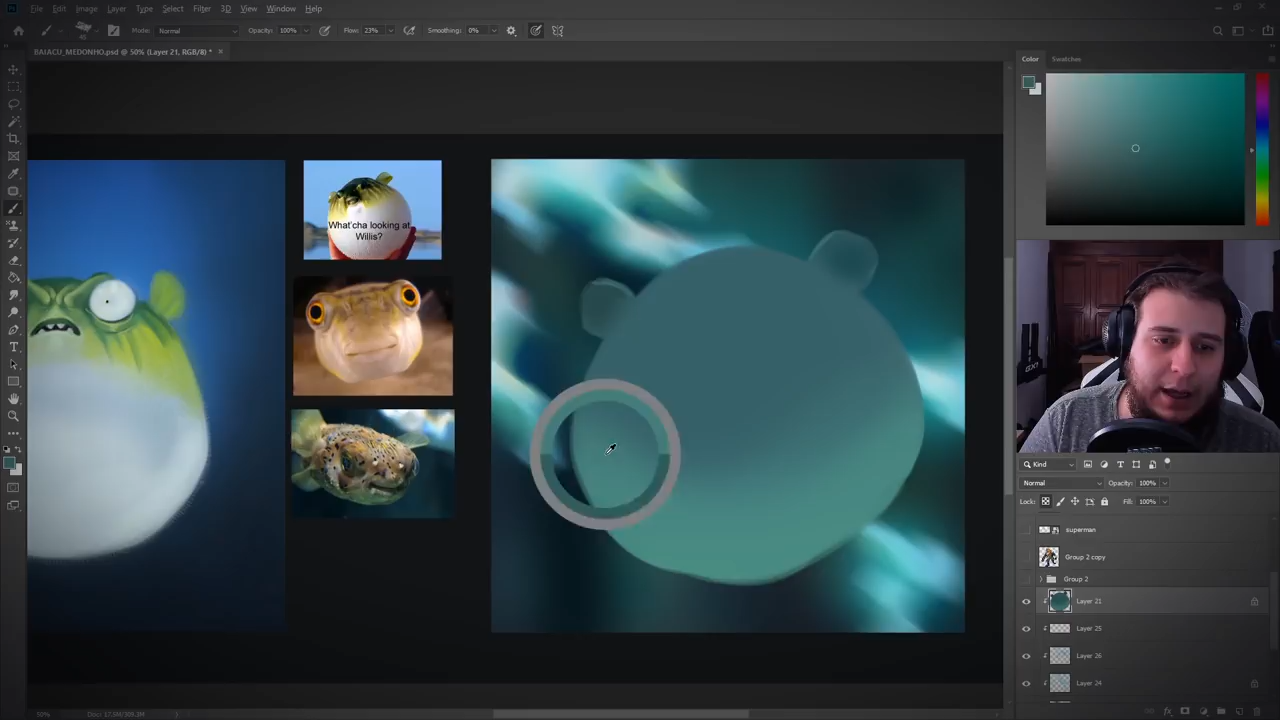 File Edit Image Layer Type Select Filter 3D View Window Help
Mode: Normal Opacity: 100% Flow: 23% Smoothing: 0%
BAIACU_MEDONHO.psd @ 50% (Layer 21, RGB/8) * ×
Color Swatches
What'cha looking at
Willis?
Kind
Normal Opacity: 100%
Lock: Fill: 100%
superman
Group 2 copy
Group 2
Layer 21
Layer 25
Layer 26
Layer 24
50%